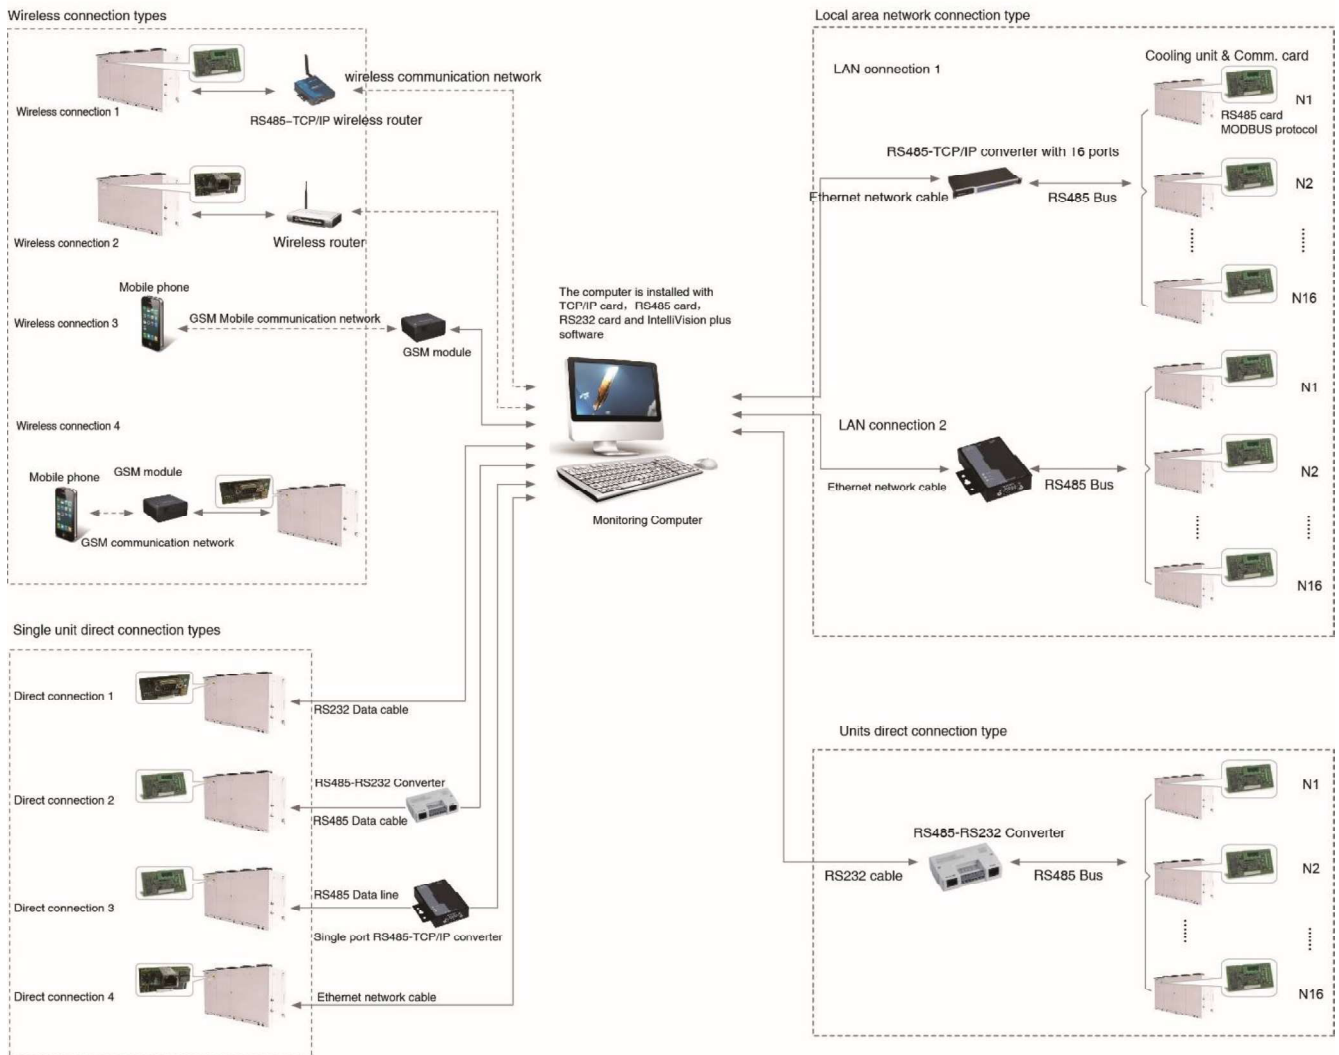 Wireless connection types
wireless communication network
Wireless connection 1
RS485-TCP/IP wireless router
Wireless connection 2
Wireless router
Mobile phone
Wireless connection 3
GSM Mobile communication network
GSM module
Wireless connection 4
Mobile phone
GSM module
GSM communication network
Single unit direct connection types
Direct connection 1
RS232 Data cable
RS485-RS232 Converter
Direct connection 2
RS485 Data cable
Direct connection 3
RS485 Data line
Single port RS485-TCP/IP converter
Direct connection 4
Ethernet network cable
The computer is installed with
TCP/IP card, RS485 card,
RS232 card and IntelliVision plus
software
Monitoring Computer
Local area network connection type
LAN connection 1
Cooling unit & Comm. card
N1
RS485 card
MODBUS protocol
RS485-TCP/IP converter with 16 ports
Ethernet network cable
RS485 Bus
N2
N16
LAN connection 2
N1
N2
Ethernet network cable
RS485 Bus
N16
Units direct connection type
N1
RS485-RS232 Converter
RS232 cable
RS485 Bus
N2
N16